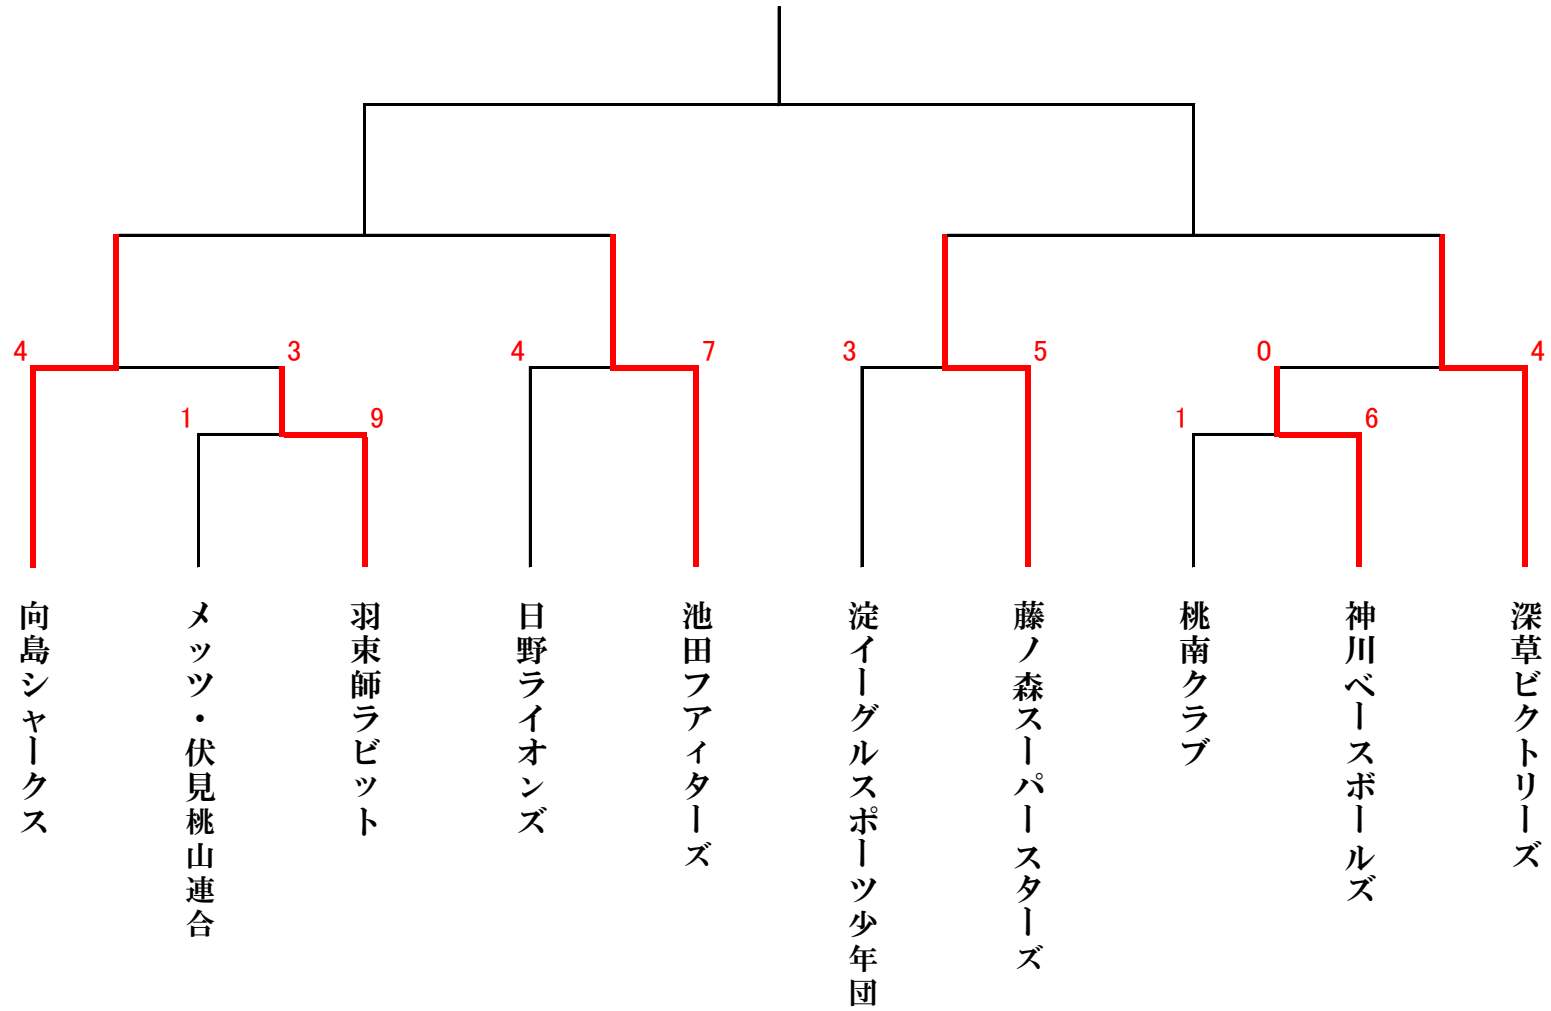 4
3
4
7
3
5
0
4
1
9
1
6
向島シャークス
メッツ・伏見桃山連合
羽束師ラビット
日野ライオンズ
池田フアィターズ
淀イーグルスポーツ少年団
藤ノ森スーパースターズ
桃南クラブ
神川ベースボールズ
深草ビクトリーズ